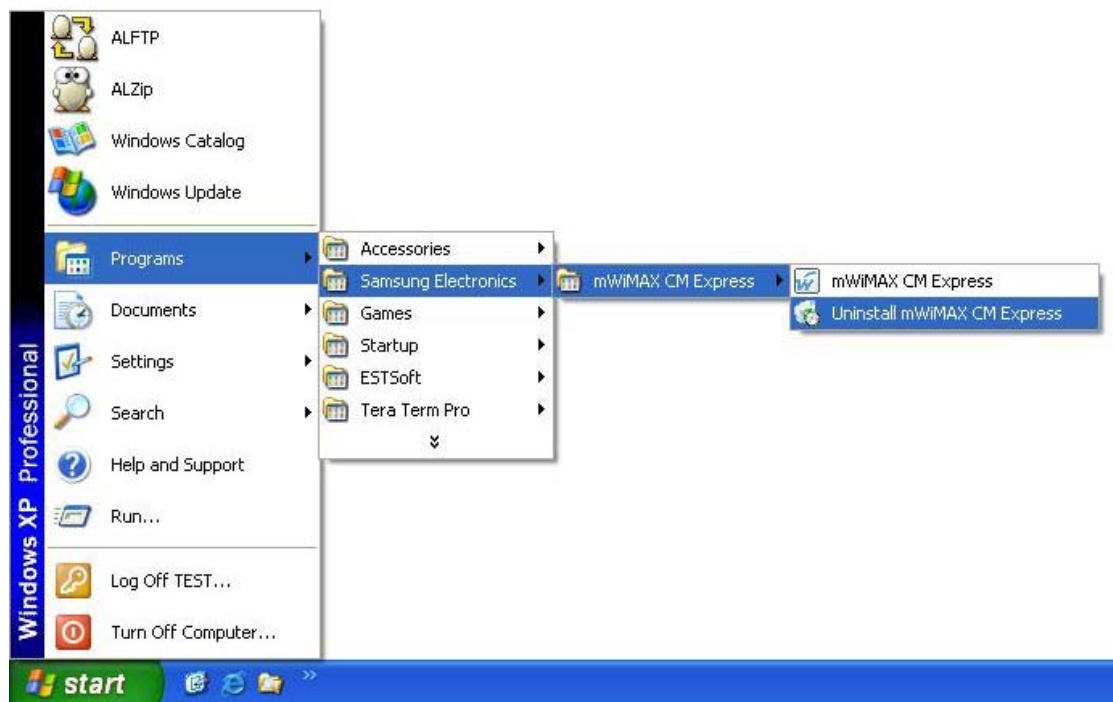 ALFTP
ALZip
Windows Catalog
Windows Update
Programs
Documents
Settings
Search
Help and Support
Run...
Log Off TEST...
Turn Off Computer...
Windows XP Professional
Accessories
Samsung Electronics
Games
Startup
ESTSoft
Tera Term Pro
mWiMAX CM Express
mWiMAX CM Express
Uninstall mWiMAX CM Express
start